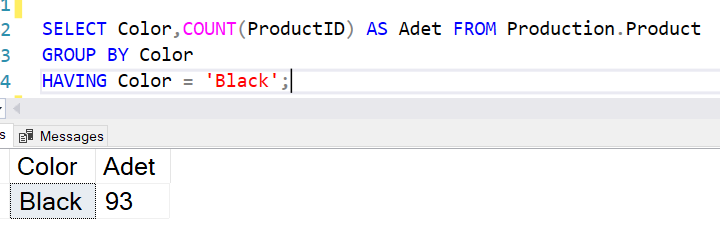 1
2 SELECT Color,COUNT(ProductID) AS Adet FROM Production.Product
3 GROUP BY Color
4 HAVING Color = 'Black';
s Messages
Color Adet
Black 93